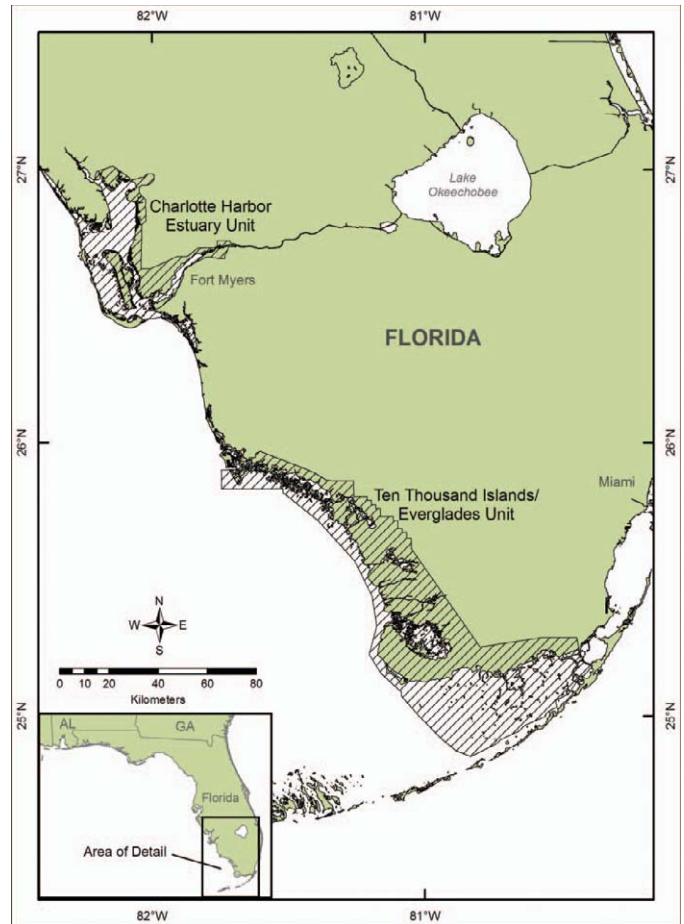 82°W
81°W
27°N
27°N
Lake
Okeechobee
Charlotte Harbor
Estuary Unit
Fort Myers
FLORIDA
26°N
26°N
Miami
Ten Thousand Islands/
Everglades Unit
N
W
E
S
0 10 20 40 60 80
Kilometers
25°N
25°N
AL
GA
Florida
Area of Detail
82°W
81°W